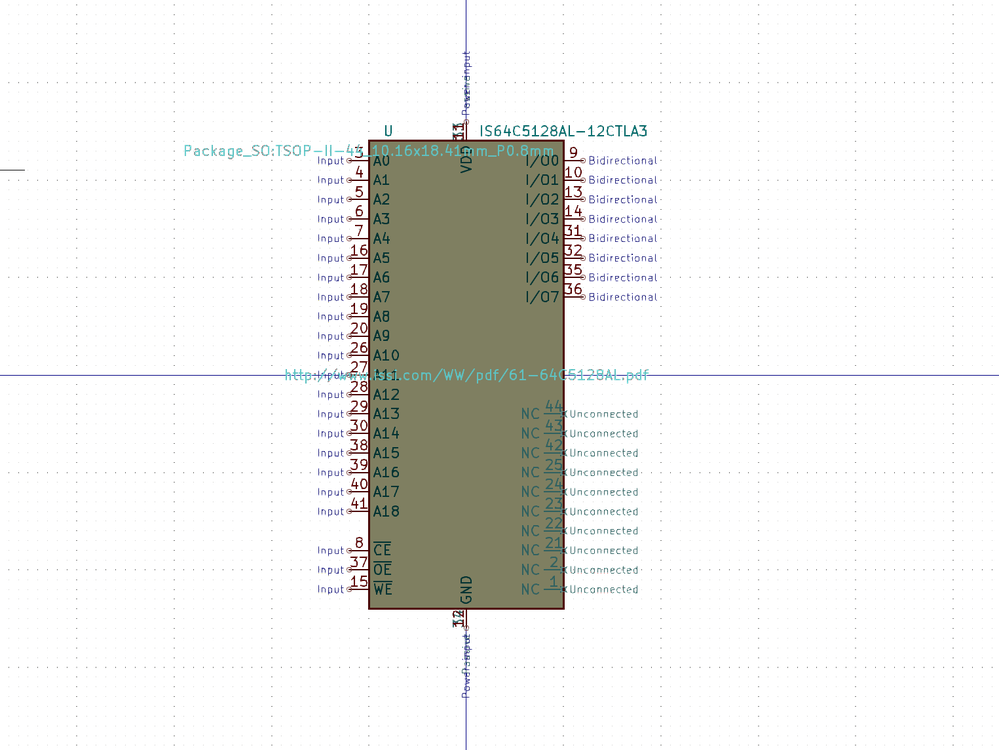 Power input
U IS64C5128AL-12CTLA3
Package_SO:TSOP-II-44_10.16x18.41mm_P0.8mm
VDD
Input 3 A0 I/O0 9 Bidirectional
Input 4 A1 I/O1 10 Bidirectional
Input 5 A2 I/O2 13 Bidirectional
Input 6 A3 I/O3 14 Bidirectional
Input 7 A4 I/O4 31 Bidirectional
Input 16 A5 I/O5 32 Bidirectional
Input 17 A6 I/O6 35 Bidirectional
Input 18 A7 I/O7 36 Bidirectional
Input 19 A8
Input 20 A9
Input 26 A10
Input 27 A11
http://www.issi.com/WW/pdf/61-64C5128AL.pdf
Input 28 A12
Input 29 A13 NC 44 Unconnected
Input 30 A14 NC 43 Unconnected
Input 38 A15 NC 42 Unconnected
Input 39 A16 NC 25 Unconnected
Input 40 A17 NC 24 Unconnected
Input 41 A18 NC 23 Unconnected
NC 22 Unconnected
Input 8 CE NC 21 Unconnected
Input 37 OE NC 2 Unconnected
Input 15 WE NC 1 Unconnected
GND